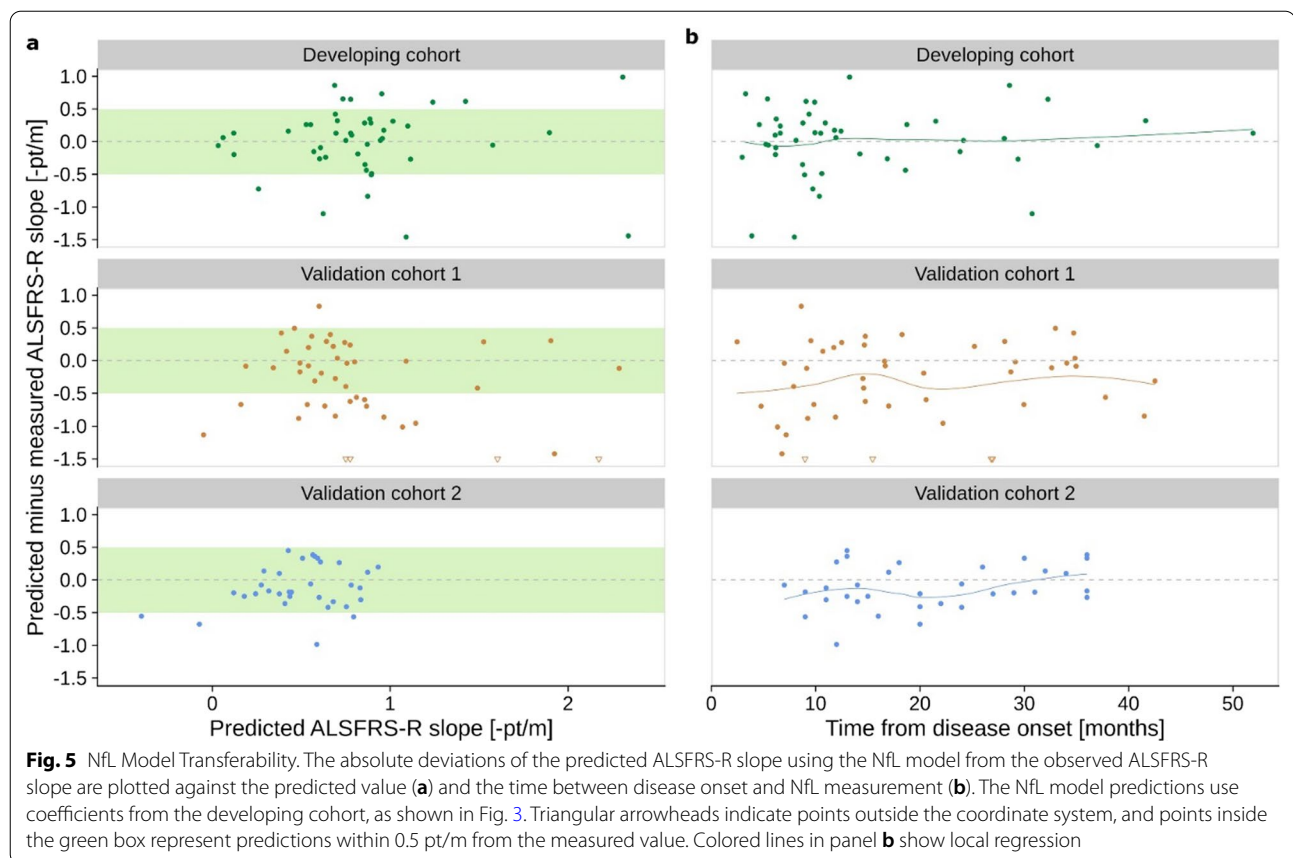 a
b
Developing cohort
Developing cohort
1.0
0.5
0.0
-0.5
-1.0
-1.5
Validation cohort 1
Validation cohort 1
1.0
0.5
0.0
-0.5
-1.0
-1.5
Validation cohort 2
Validation cohort 2
1.0
0.5
0.0
-0.5
-1.0
-1.5
Predicted minus measured ALSFRS-R slope [-pt/m]
0 1 2
Predicted ALSFRS-R slope [-pt/m]
0 10 20 30 40 50
Time from disease onset [months]
Fig. 5 NfL Model Transferability. The absolute deviations of the predicted ALSFRS-R slope using the NfL model from the observed ALSFRS-R
slope are plotted against the predicted value (a) and the time between disease onset and NfL measurement (b). The NfL model predictions use
coefficients from the developing cohort, as shown in Fig. 3. Triangular arrowheads indicate points outside the coordinate system, and points inside
the green box represent predictions within 0.5 pt/m from the measured value. Colored lines in panel b show local regression